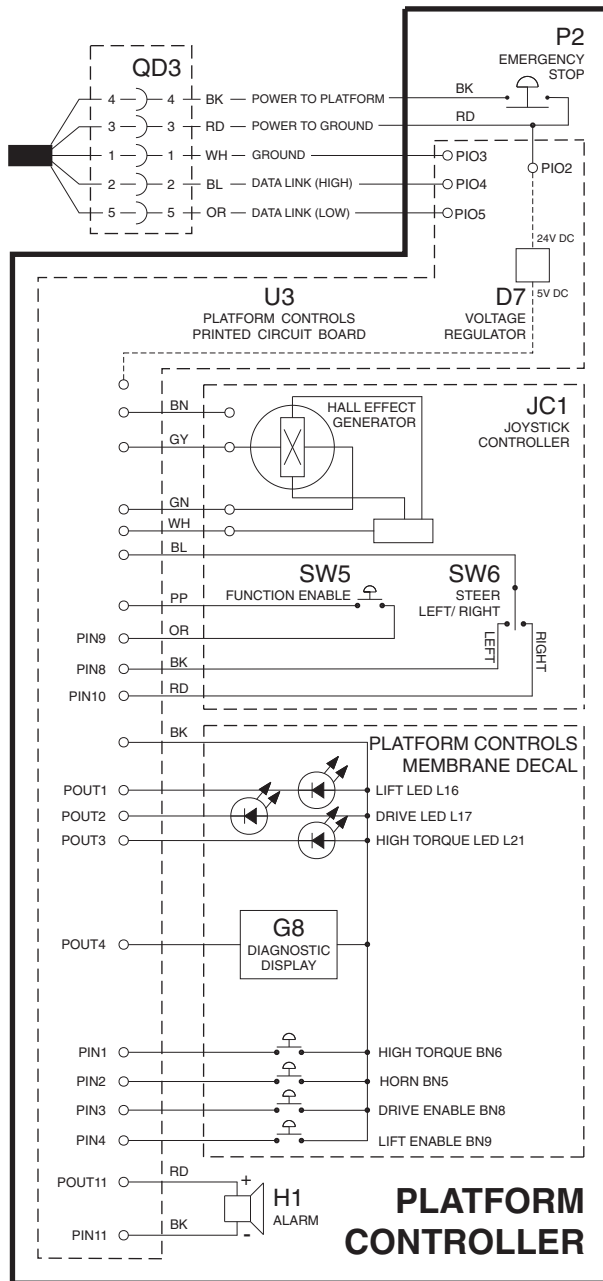 P2
EMERGENCY
STOP
QD3
4 4 BK POWER TO PLATFORM BK
3 3 RD POWER TO GROUND RD
1 1 WH GROUND PIO3
2 2 BL DATA LINK (HIGH) PIO4
5 5 OR DATA LINK (LOW) PIO5
PIO2
24V DC
5V DC
U3
PLATFORM CONTROLS
PRINTED CIRCUIT BOARD
D7
VOLTAGE
REGULATOR
JC1
JOYSTICK
CONTROLLER
HALL EFFECT
GENERATOR
BN
GY
GN
WH
BL
SW5
FUNCTION ENABLE
SW6
STEER
LEFT/ RIGHT
PP
PIN9 OR
LEFT
RIGHT
PIN8 BK
PIN10 RD
BK
PLATFORM CONTROLS
MEMBRANE DECAL
POUT1 LIFT LED L16
POUT2 DRIVE LED L17
POUT3 HIGH TORQUE LED L21
POUT4
G8
DIAGNOSTIC
DISPLAY
PIN1 HIGH TORQUE BN6
PIN2 HORN BN5
PIN3 DRIVE ENABLE BN8
PIN4 LIFT ENABLE BN9
POUT11 RD +
H1
ALARM
PIN11 BK -
PLATFORM
CONTROLLER